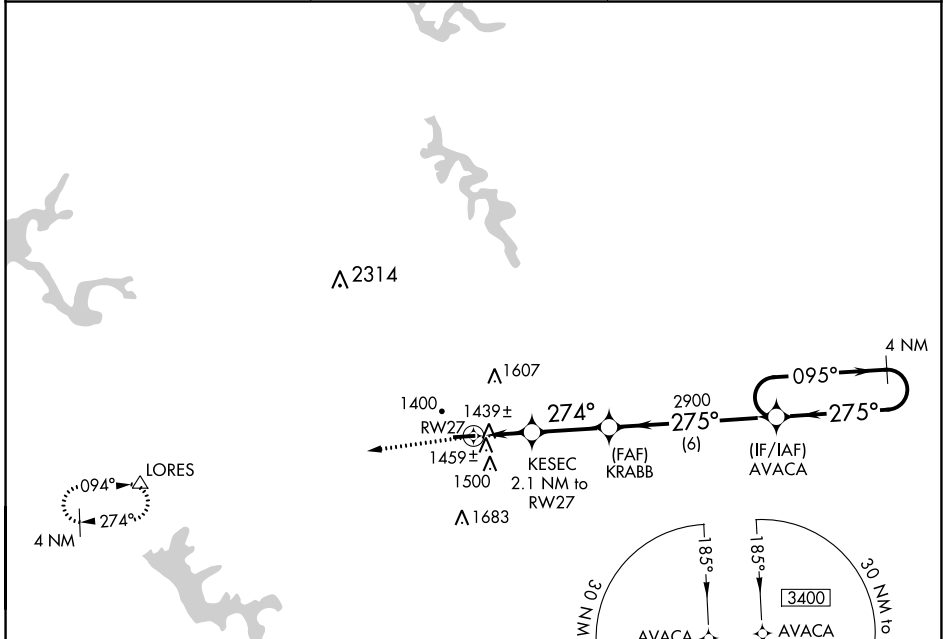 2314
4 NM
1607
095°
1400
1439±
274°
2900
275°
275°
RW27
(6)
1459±
(FAF)
KRABB
(IF/IAF)
AVACA
KESEC
2.1 NM to
RW27
1500
LORES
094°
274°
4 NM
1683
185°
185°
30 NM
30 NM to
3400
AVACA
AVACA